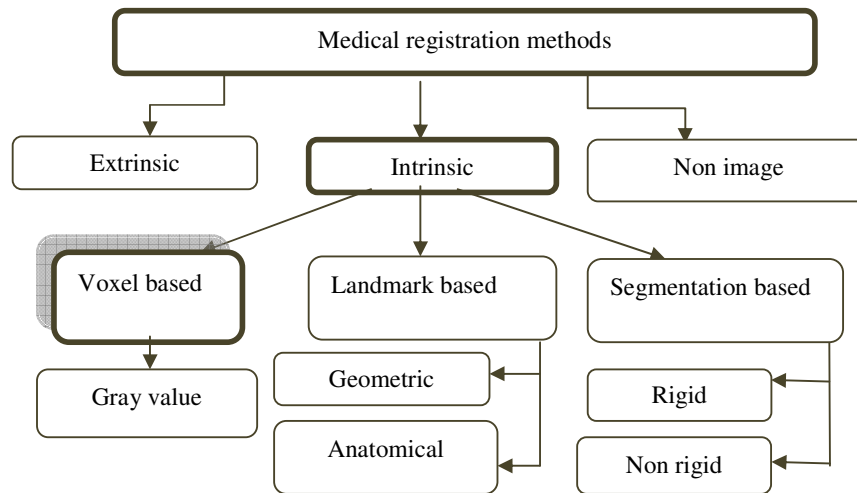 Medical registration methods
Extrinsic
Intrinsic
Non image
Voxel based
Landmark based
Segmentation based
Gray value
Geometric
Anatomical
Rigid
Non rigid